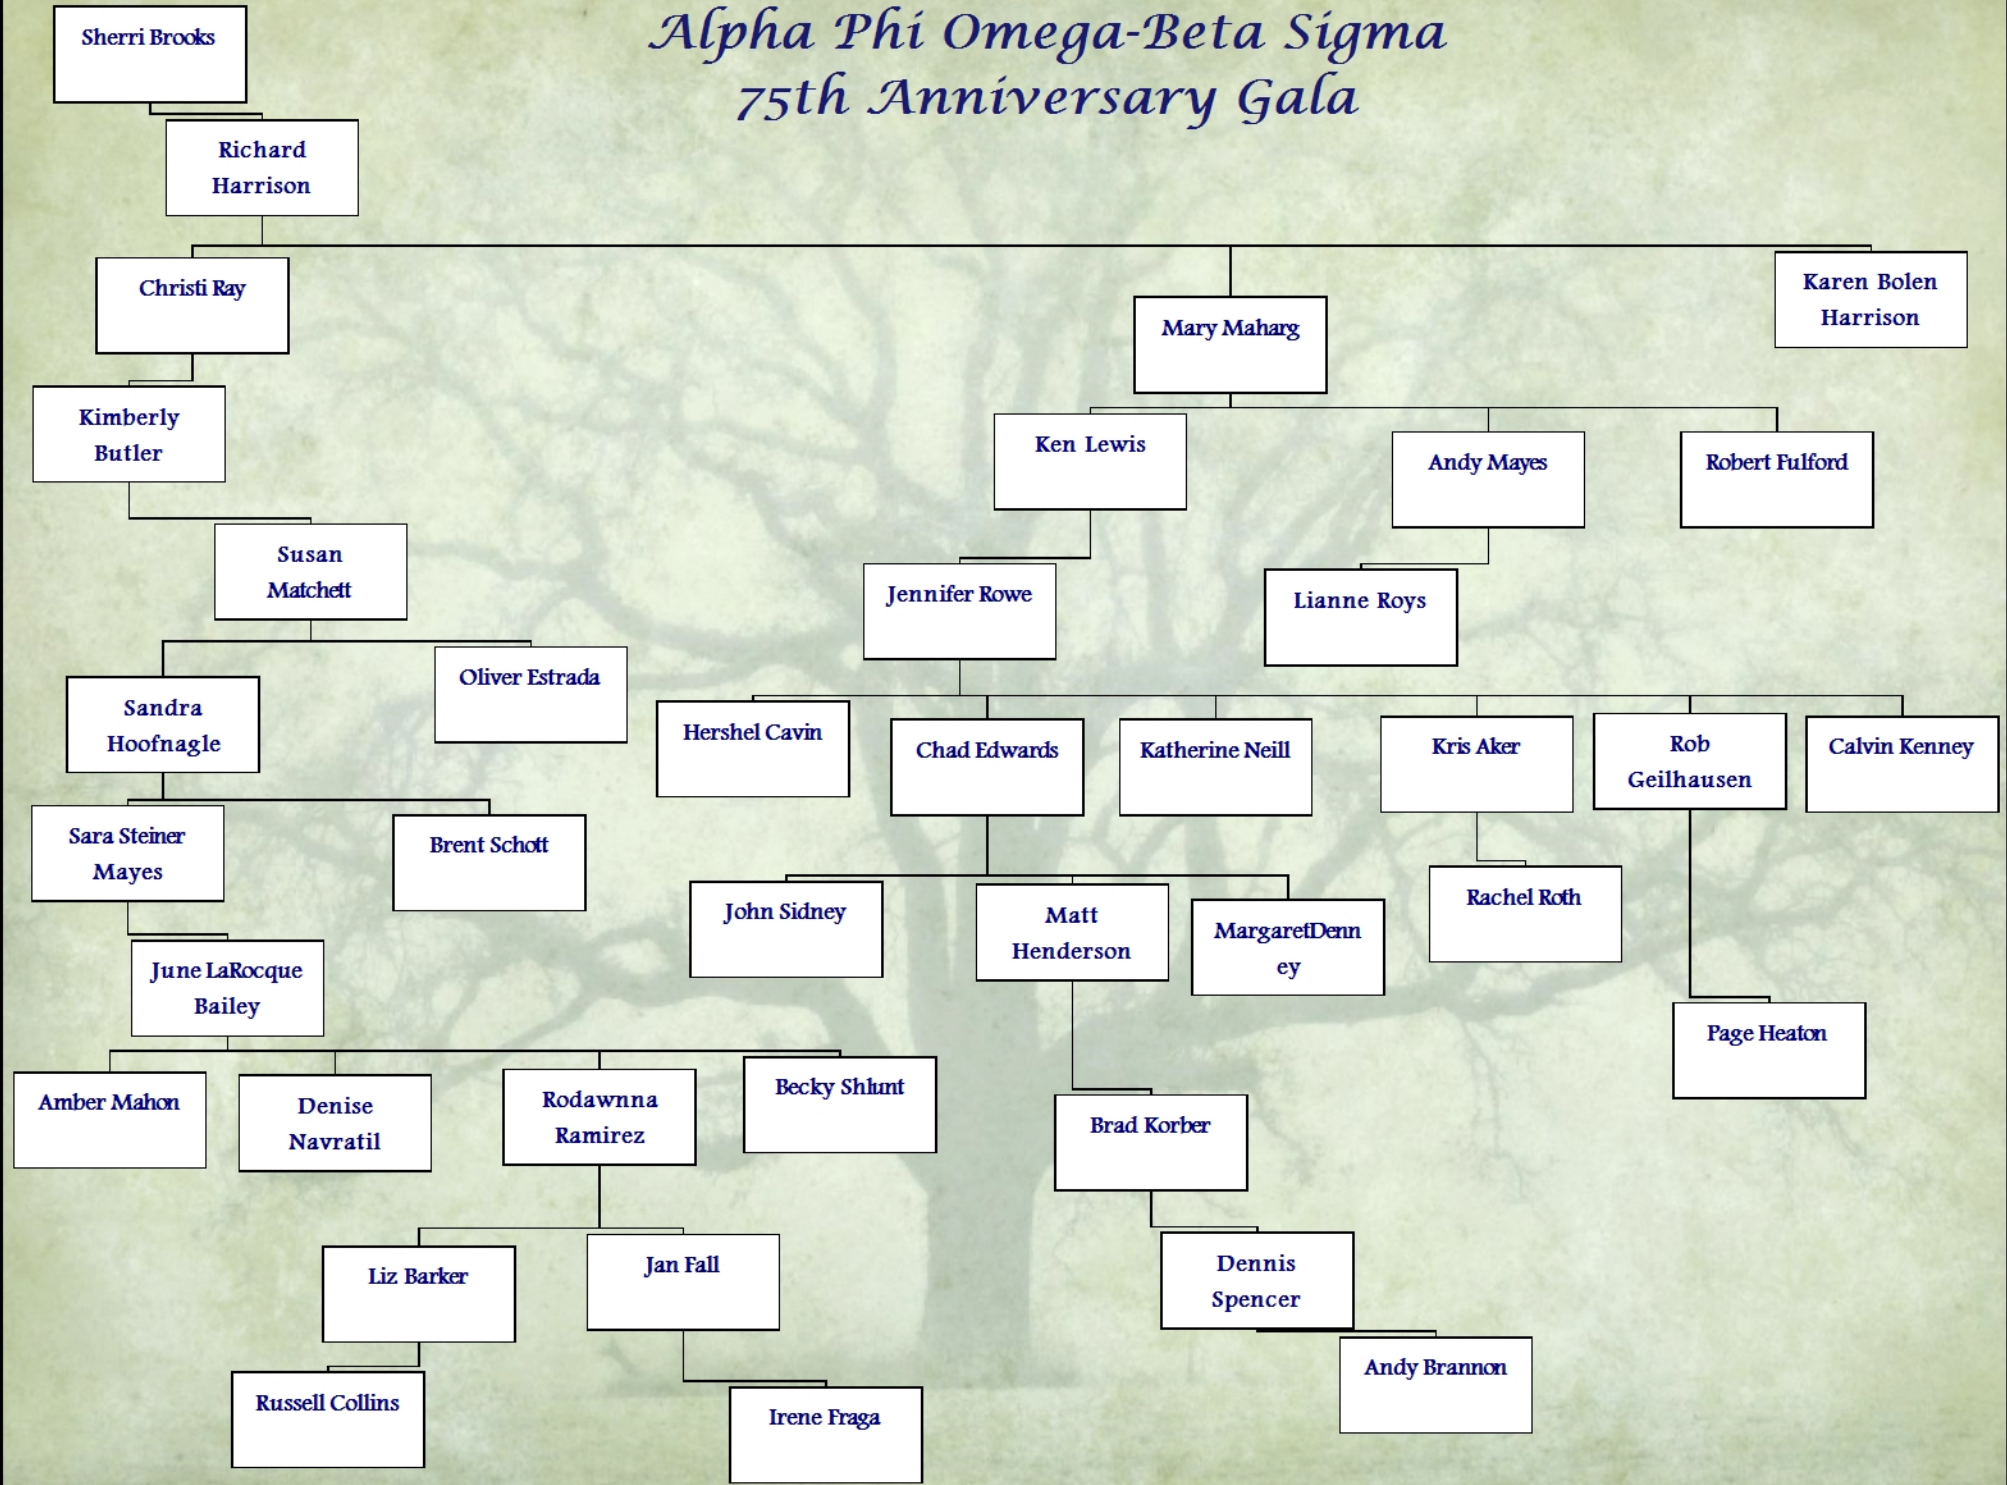 Alpha Phi Omega-Beta Sigma
75th Anniversary Gala
Sherri Brooks
Richard
Harrison
Christi Ray
Mary Maharg
Karen Bolen
Harrison
Kimberly
Butler
Ken Lewis
Andy Mayes
Robert Fulford
Susan
Matchett
Jennifer Rowe
Lianne Roys
Sandra
Hoofnagle
Oliver Estrada
Hershel Cavin
Chad Edwards
Katherine Neill
Kris Aker
Rob
Geilhausen
Calvin Kenney
Sara Steiner
Mayes
Brent Schott
John Sidney
Matt
Henderson
MargaretDenn
ey
Rachel Roth
June LaRocque
Bailey
Page Heaton
Amber Mahon
Denise
Navratil
Rodawnna
Ramirez
Becky Shlunt
Brad Korber
Liz Barker
Jan Fall
Dennis
Spencer
Russell Collins
Irene Fraga
Andy Brannon